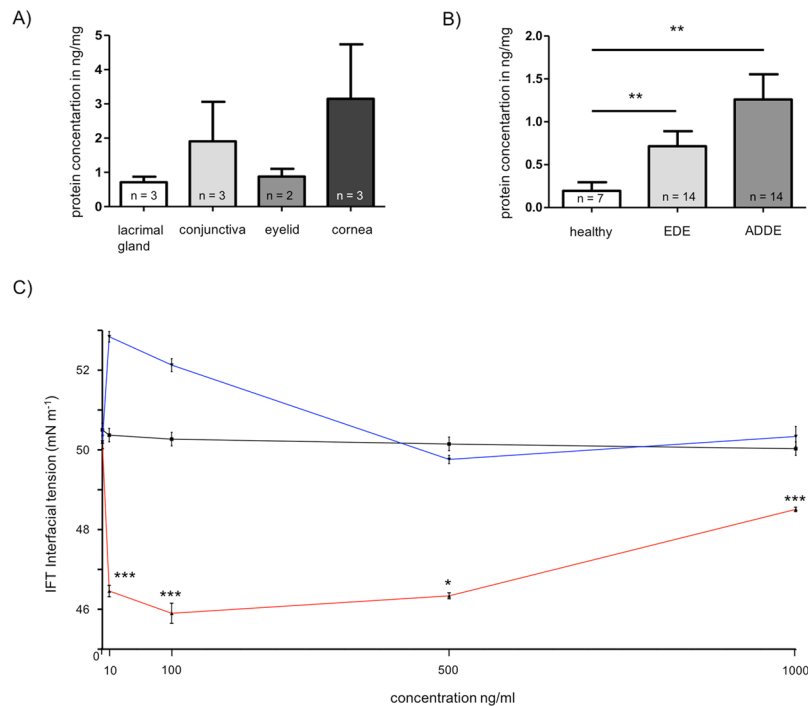 A)
protein concentration in ng/mg
5
4
3
2
1
0
n = 3
n = 3
n = 2
n = 3
lacrimal gland
conjunctiva
eyelid
cornea
B)
protein concentartion in ng/mg
2.0
1.5
1.0
0.5
0.0
**
**
n = 7
n = 14
n = 14
healthy
EDE
ADDE
C)
IFT Interfacial tension (mN m-1)
52
50
48
46
0
***
***
*
***
10
100
500
1000
concentration ng/ml